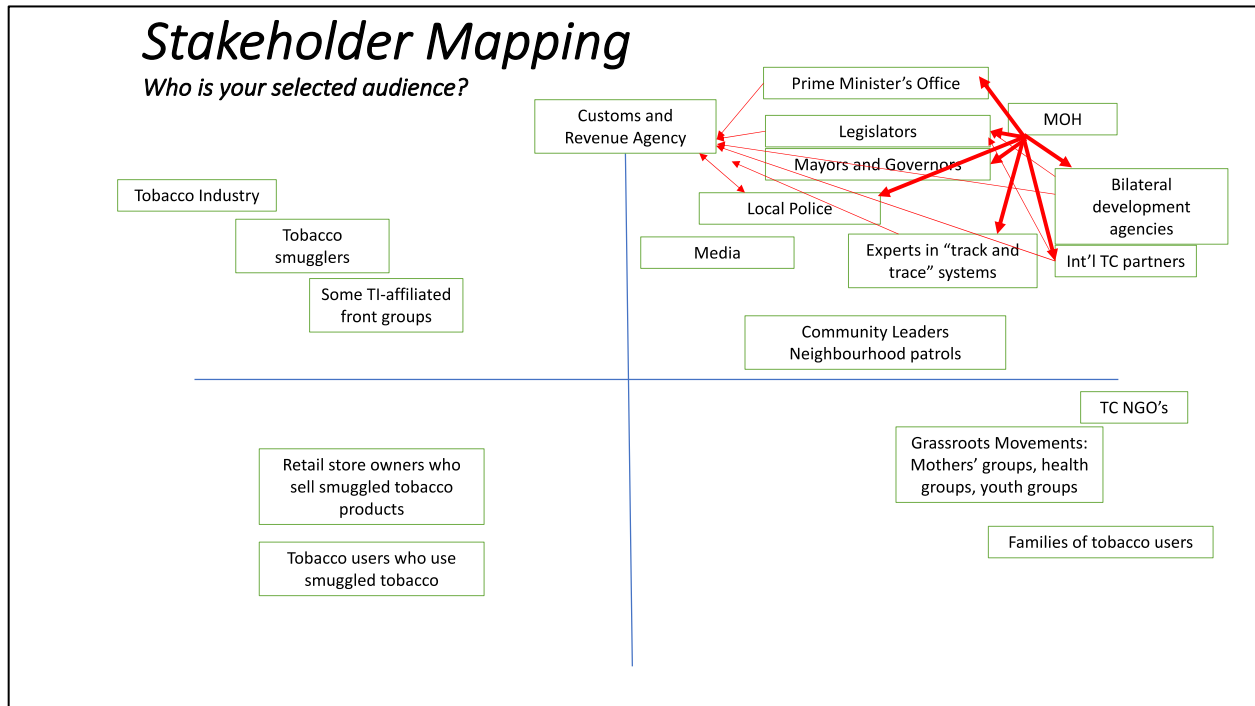 Stakeholder Mapping
Who is your selected audience?
Prime Minister’s Office
Customs and
Revenue Agency
MOH
Legislators
Mayors and Governors
Tobacco Industry
Bilateral
development
agencies
Local Police
Tobacco
smugglers
Media
Experts in “track and
trace” systems
Int’l TC partners
Some TI-affiliated
front groups
Community Leaders
Neighbourhood patrols
TC NGO’s
Grassroots Movements:
Mothers’ groups, health
groups, youth groups
Retail store owners who
sell smuggled tobacco
products
Families of tobacco users
Tobacco users who use
smuggled tobacco